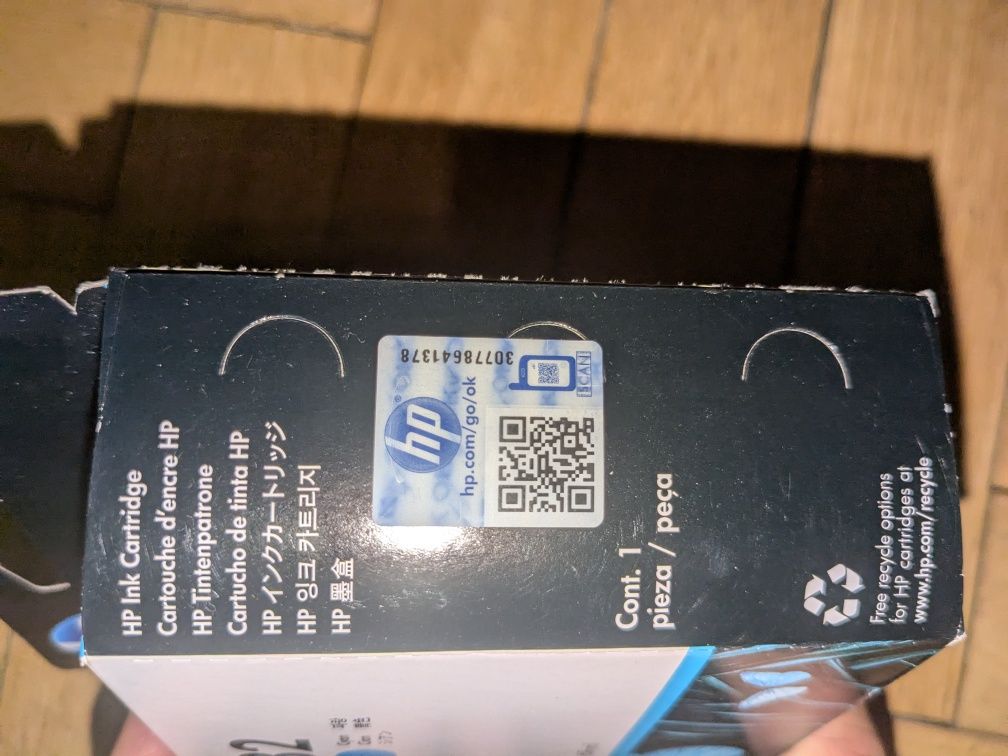 HP Ink Cartridge
Cartouche d'encre HP
HP Tintenpatrone
Cartucho de tinta HP
HP インクカートリッジ
HP 잉크 카트리지
HP 墨盒
hp
®
hp.com/go/ok
30778641378
SCAN
Cont. 1
pieza / peça
Free recycle options
for HP cartridges at
www.hp.com/recycle